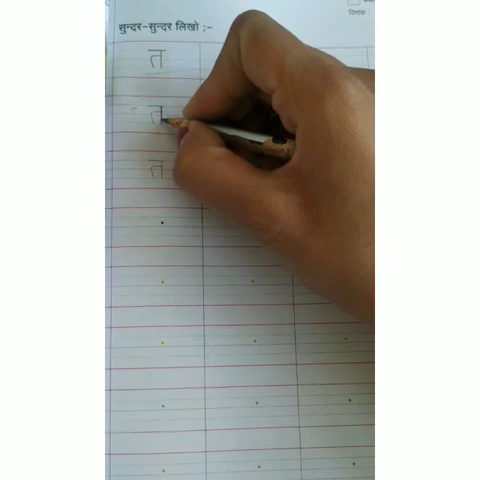 दिनांक .
सुन्दर-सुन्दर लिखो :-
त
त
त